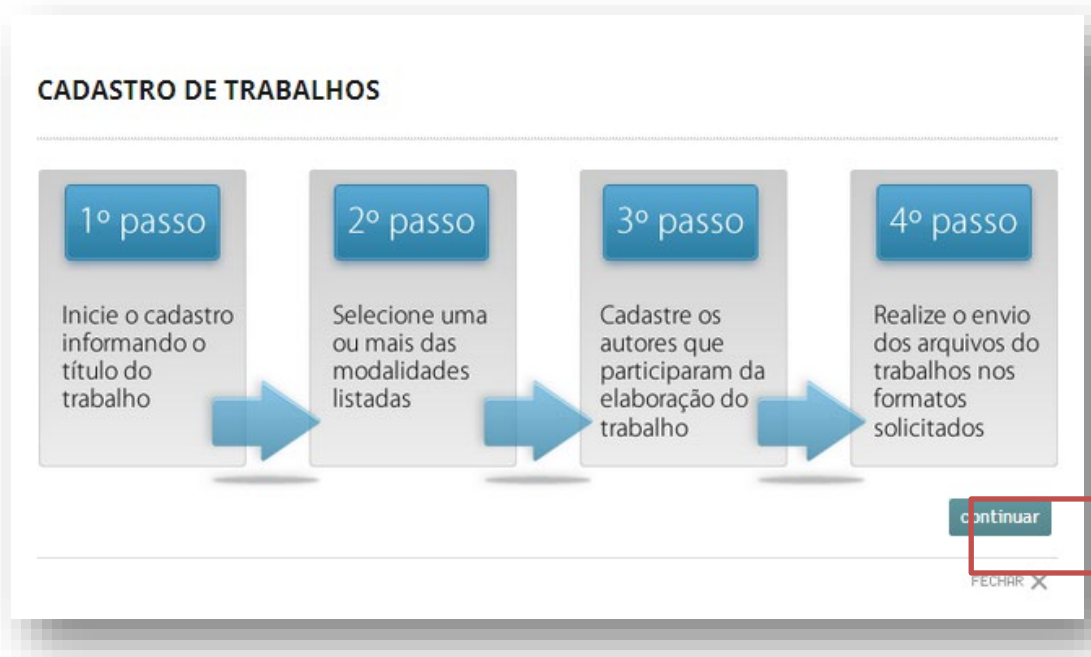 CADASTRO DE TRABALHOS
1º passo
Inicie o cadastro
informando o
título do
trabalho
2º passo
Selecione uma
ou mais das
modalidades
listadas
3º passo
Cadastre os
autores que
participaram da
elaboração do
trabalho
4º passo
Realize o envio
dos arquivos do
trabalhos nos
formatos
solicitados
continuar
FECHAR X